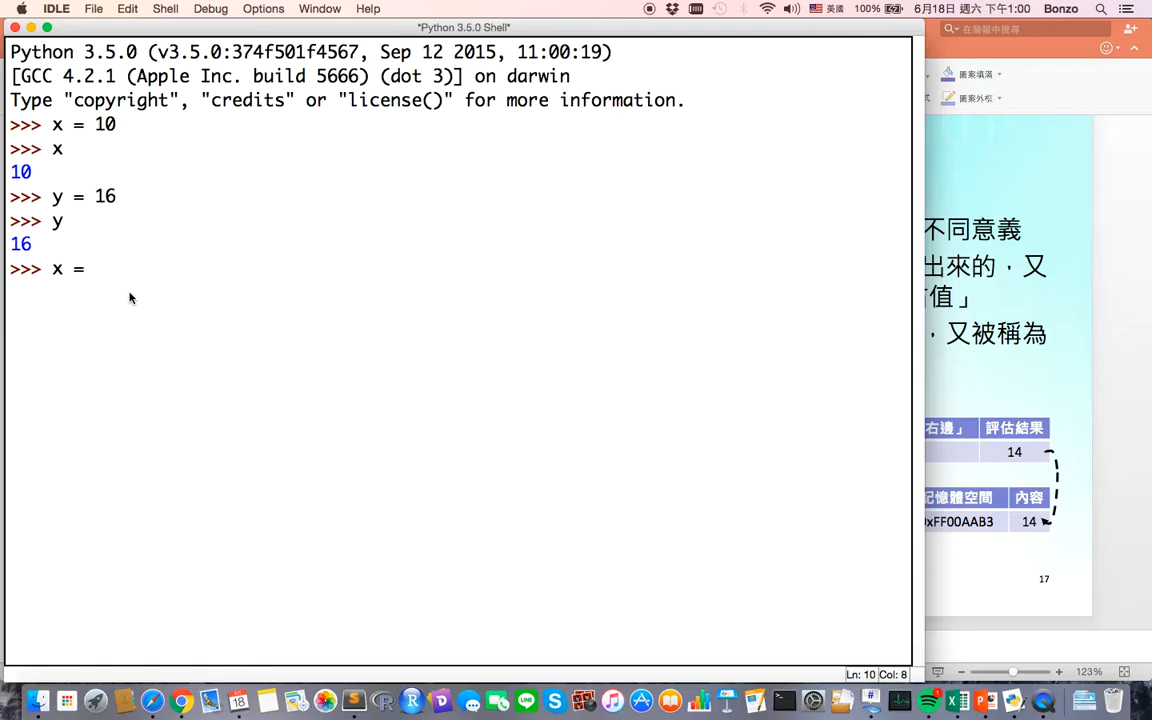 IDLE File Edit Shell Debug Options Window Help 美國 100% 6月18日 週六 下午1:00 Bonzo
*Python 3.5.0 Shell*
Python 3.5.0 (v3.5.0:374f501f4567, Sep 12 2015, 11:00:19)
[GCC 4.2.1 (Apple Inc. build 5666) (dot 3)] on darwin
Type "copyright", "credits" or "license()" for more information.
>>> x = 10
>>> x
10
>>> y = 16
>>> y
16
>>> x =
Ln: 10 Col: 8
在簡報中搜尋
圖案填滿
式 圖案外框
不同意義
出來的，又
值」
，又被稱為
右邊」 評估結果
14
記憶體空間 內容
0xFF00AAB3 14
17
123%
18